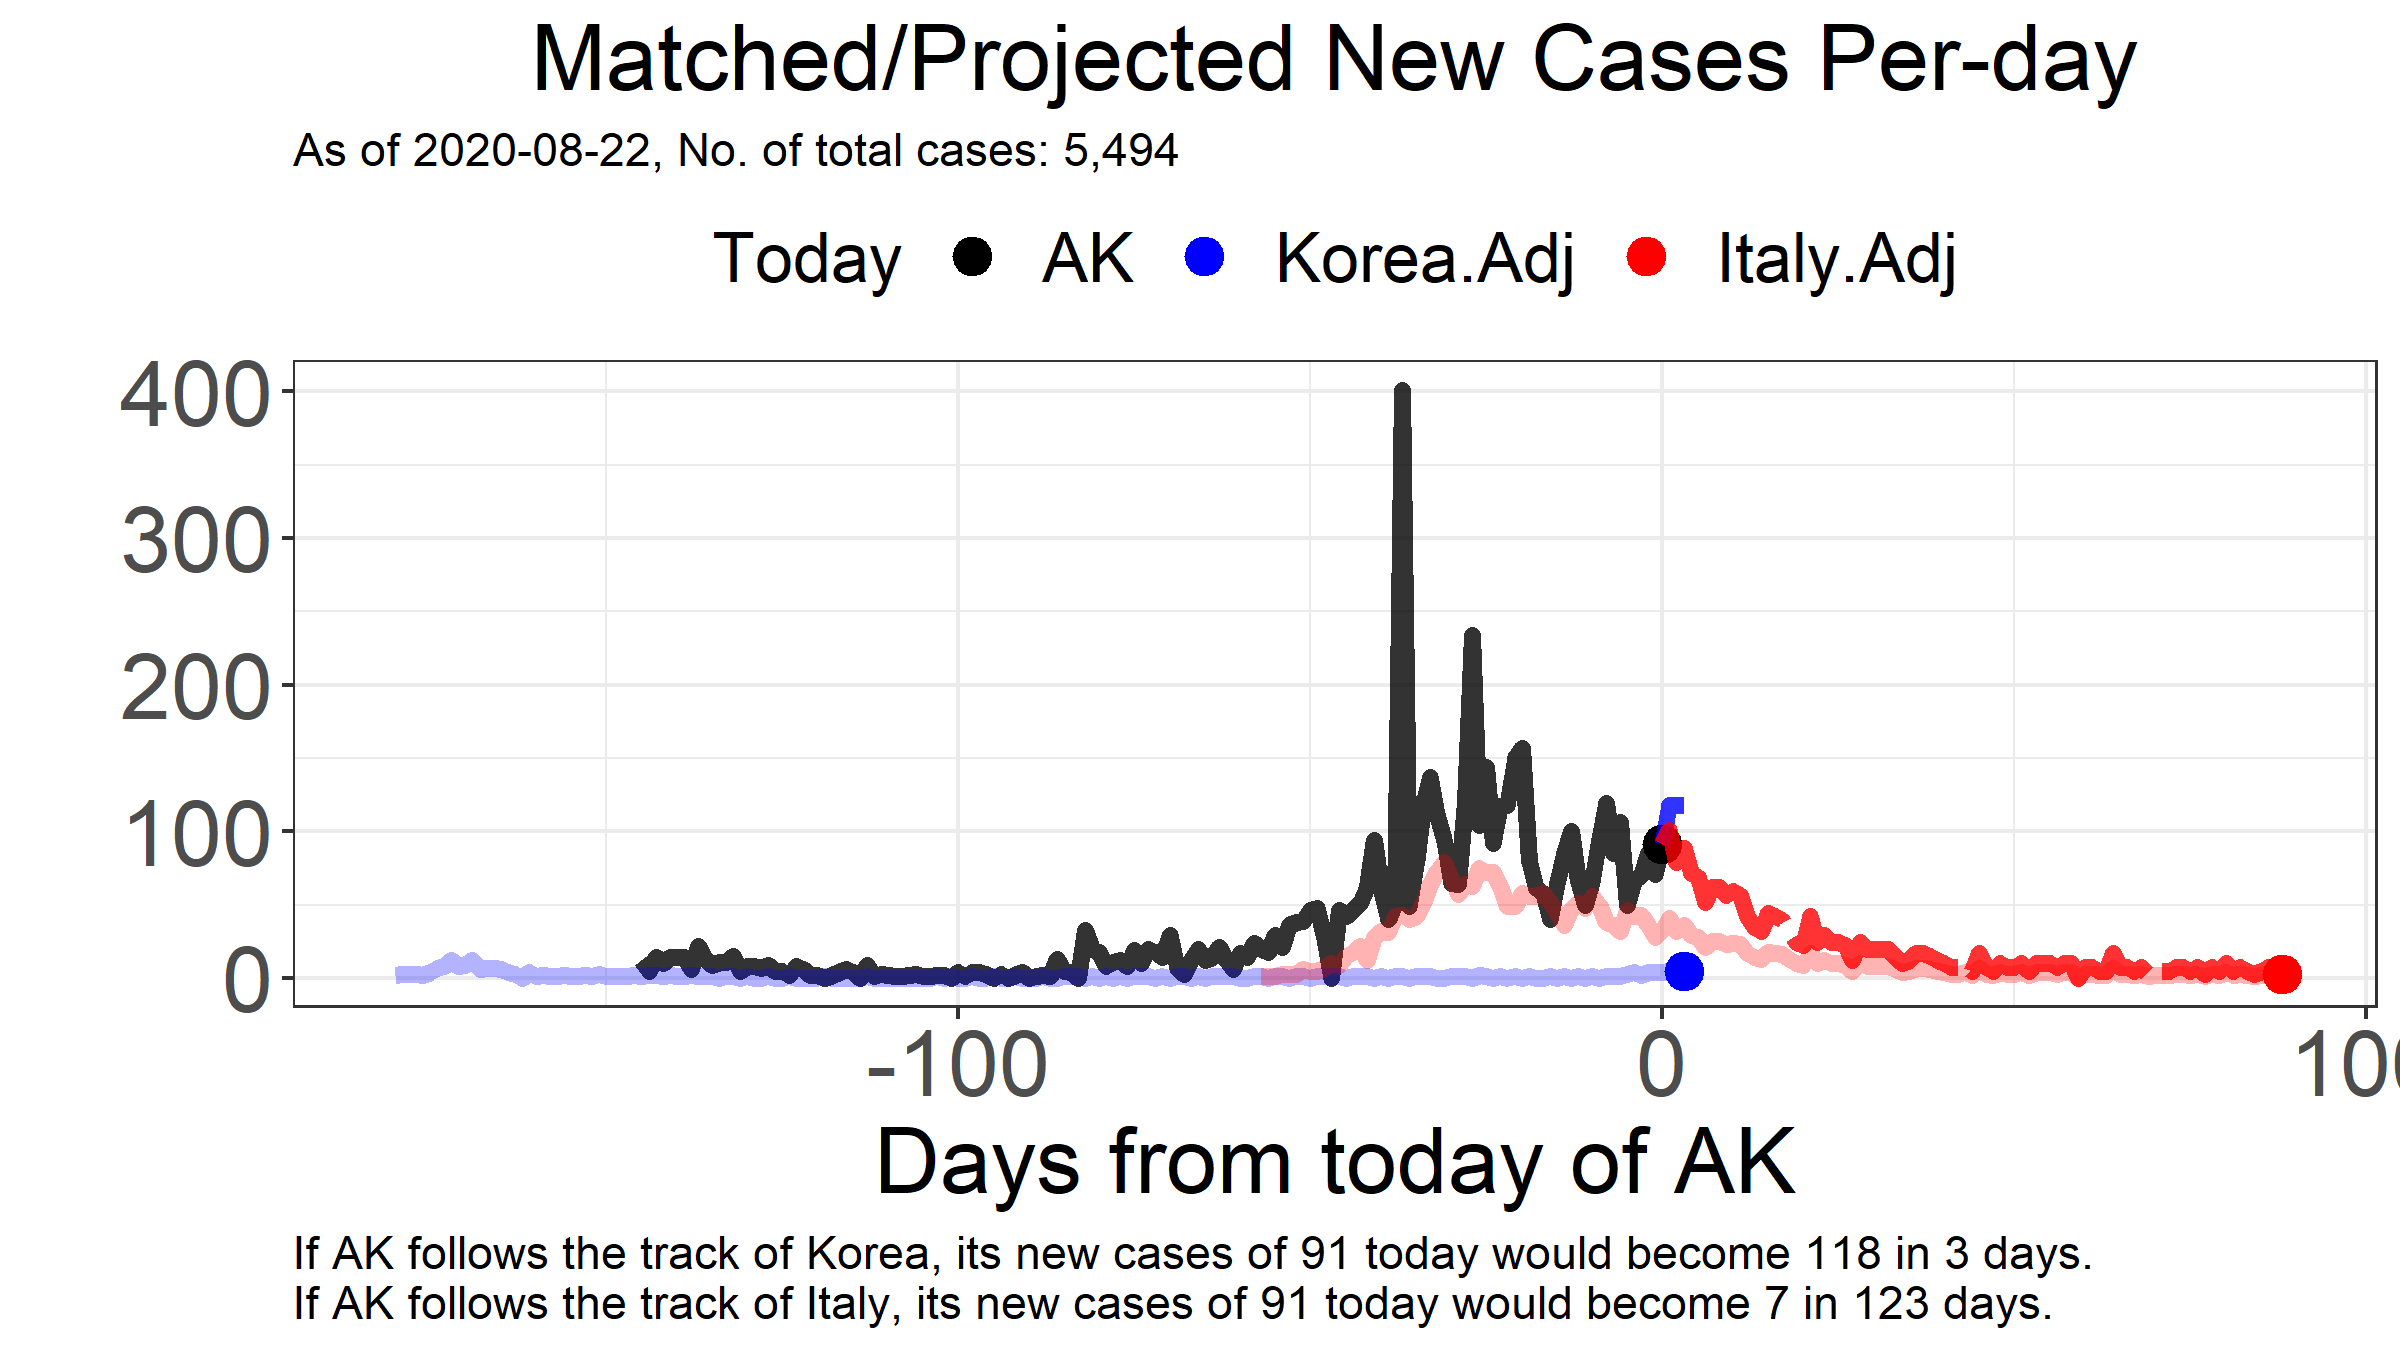 Matched/Projected New Cases Per-day
As of 2020-08-22, No. of total cases: 5,494
Today AK Korea.Adj Italy.Adj
400
300
200
100
0
-100 0 100
Days from today of AK
If AK follows the track of Korea, its new cases of 91 today would become 118 in 3 days.
If AK follows the track of Italy, its new cases of 91 today would become 7 in 123 days.